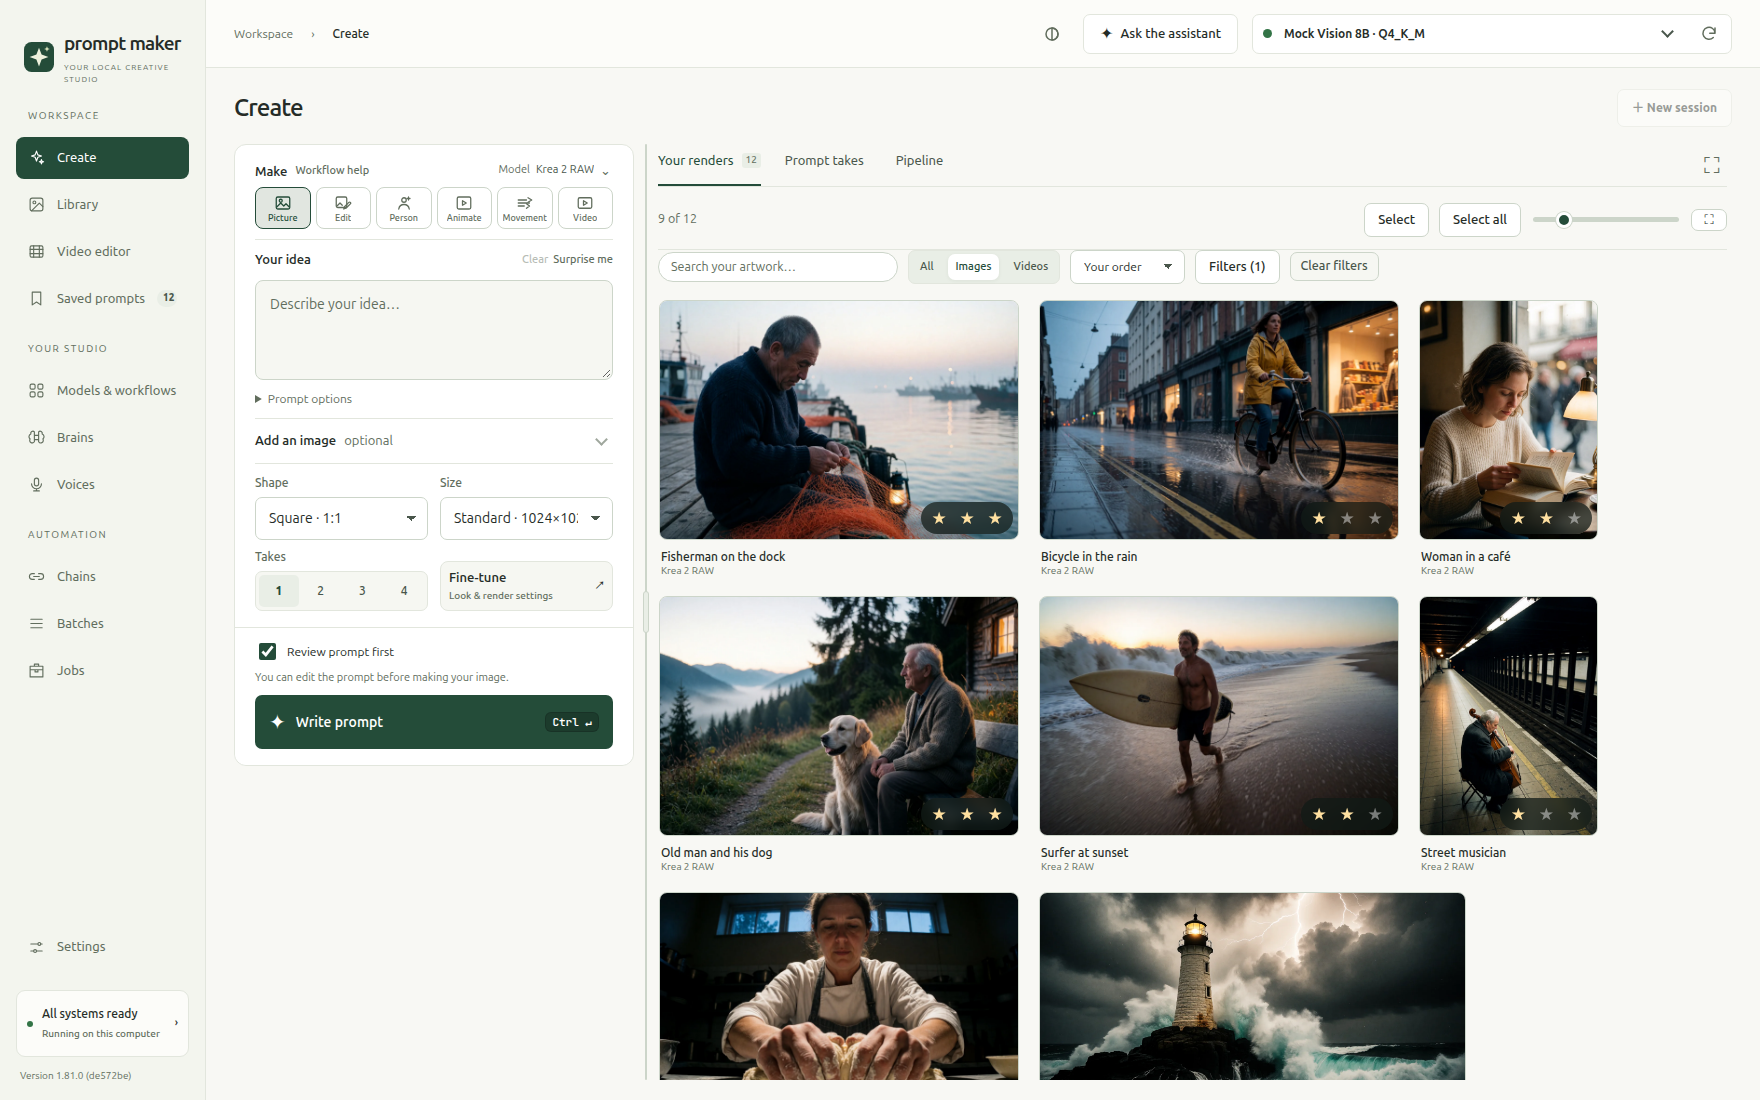 prompt maker
YOUR LOCAL CREATIVE
STUDIO
WORKSPACE
Create
Library
Video editor
Saved prompts 12
YOUR STUDIO
Models & workflows
Brains
Voices
AUTOMATION
Chains
Batches
Jobs
Settings
All systems ready
Running on this computer
Version 1.81.0 (de572be)
Workspace › Create
Ask the assistant
Mock Vision 8B · Q4_K_M
Create
+ New session
Make Workflow help Model Krea 2 RAW
Picture Edit Person Animate Movement Video
Your idea Clear Surprise me
Describe your idea…
Prompt options
Add an image optional
Shape Size
Square · 1:1 Standard · 1024×102
Takes
1 2 3 4
Fine-tune
Look & render settings
Review prompt first
You can edit the prompt before making your image.
Write prompt Ctrl ↵
Your renders 12 Prompt takes Pipeline
9 of 12 Select Select all
Search your artwork… All Images Videos Your order Filters (1) Clear filters
Fisherman on the dock
Krea 2 RAW
Bicycle in the rain
Krea 2 RAW
Woman in a café
Krea 2 RAW
Old man and his dog
Krea 2 RAW
Surfer at sunset
Krea 2 RAW
Street musician
Krea 2 RAW